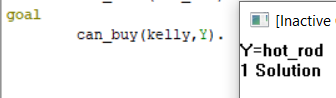 goal
can_buy(kelly,Y).
[Inactive
Y=hot_rod
1 Solution